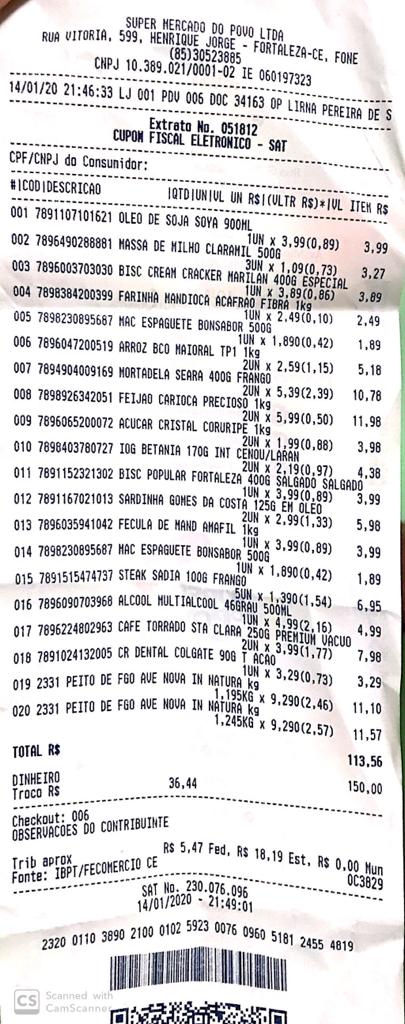 SUPER MERCADO DO POVO LTDA
RUA VITORIA, 599, HENRIQUE JORGE - FORTALEZA-CE, FONE
(85)30523885
CNPJ 10.389.021/0001-02 IE 060197323
14/01/20 21:46:33 LJ 001 PDV 006 DOC 34163 OP LIRNA PEREIRA DE S
Extrato No. 051812
CUPOM FISCAL ELETRONICO - SAT
CPF/CNPJ do Consumidor:
#|COD|DESCRICAO |QTD|UN|VL UN R$|(VLTR R$)*|VL ITEM R$
001 7891107101621 OLEO DE SOJA SOYA 900ML
1UN x 3,99(0,89) 3,99
002 7896490288881 MASSA DE MILHO CLARAMIL 500G
3UN x 1,09(0,73) 3,27
003 7896003703030 BISC CREAM CRACKER MARILAN 400G ESPECIAL
1UN x 3,89(0,86) 3,89
004 7898384200399 FARINHA MANDIOCA ACAFRAO FIBRA 1kg
1UN x 2,49(0,10) 2,49
005 7898230895687 MAC ESPAGUETE BONSABOR 500G
1UN x 1,890(0,42) 1,89
006 7896047200519 ARROZ BCO MAIORAL TP1 1kg
2UN x 2,59(1,15) 5,18
007 7894904009169 MORTADELA SEARA 400G FRANGO
2UN x 5,39(2,39) 10,78
008 7898926342051 FEIJAO CARIOCA PRECIOSO 1kg
2UN x 5,99(0,50) 11,98
009 7896065200072 ACUCAR CRISTAL CORURIPE 1kg
2UN x 1,99(0,88) 3,98
010 7898403780727 IOG BETANIA 170G INT CENOU/LARAN
2UN x 2,19(0,97) 4,38
011 7891152321302 BISC POPULAR FORTALEZA 400G SALGADO SALGADO
1UN x 3,99(0,89) 3,99
012 7891167021013 SARDINHA GOMES DA COSTA 125G EM OLEO
2UN x 2,99(1,33) 5,98
013 7896035941042 FECULA DE MAND AMAFIL 1kg
1UN x 3,99(0,89) 3,99
014 7898230895687 MAC ESPAGUETE BONSABOR 500G
1UN x 1,890(0,42) 1,89
015 7891515474737 STEAK SADIA 100G FRANGO
5UN x 1,390(1,54) 6,95
016 7896090703968 ALCOOL MULTIALCOOL 46GRAU 500ML
1UN x 4,99(2,16) 4,99
017 7896224802963 CAFE TORRADO STA CLARA 250G PREMIUM VACUO
2UN x 3,99(1,77) 7,98
018 7891024132005 CR DENTAL COLGATE 90G T ACAO
1UN x 3,29(0,73) 3,29
019 2331 PEITO DE FGO AVE NOVA IN NATURA kg
1.195KG x 9,290(2,46) 11,10
020 2331 PEITO DE FGO AVE NOVA IN NATURA kg
1.245KG x 9,290(2,57) 11,57
TOTAL R$ 113,56
DINHEIRO 150,00
Troco R$ 36,44
Checkout: 006
OBSERVACOES DO CONTRIBUINTE
Trib aprox R$ 5,47 Fed, R$ 18,19 Est, R$ 0,00 Mun
Fonte: IBPT/FECOMERCIO CE 0C3829
SAT No. 230.076.096
14/01/2020 - 21:49:01
2320 0110 3890 2100 0102 5923 0076 0960 5181 2455 4819
CS Scanned with
CamScanner